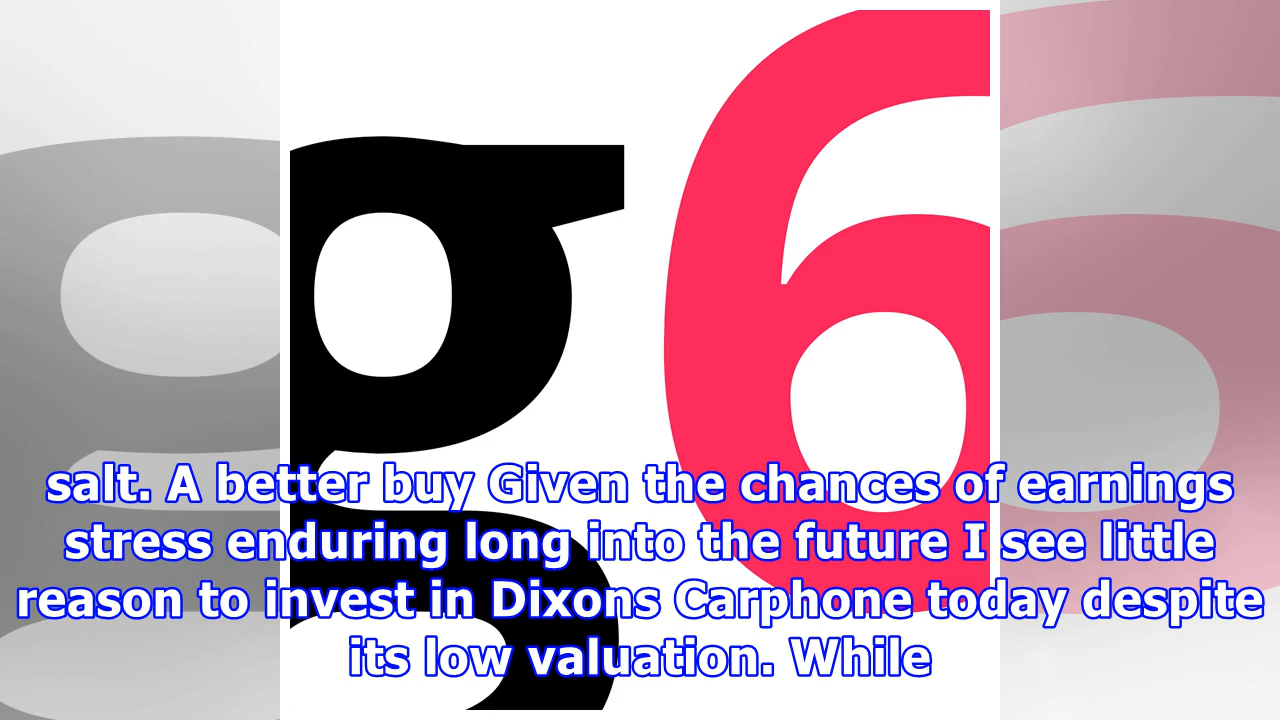 g6
salt. A better buy Given the chances of earnings
stress enduring long into the future I see little
reason to invest in Dixons Carphone today despite
its low valuation. While